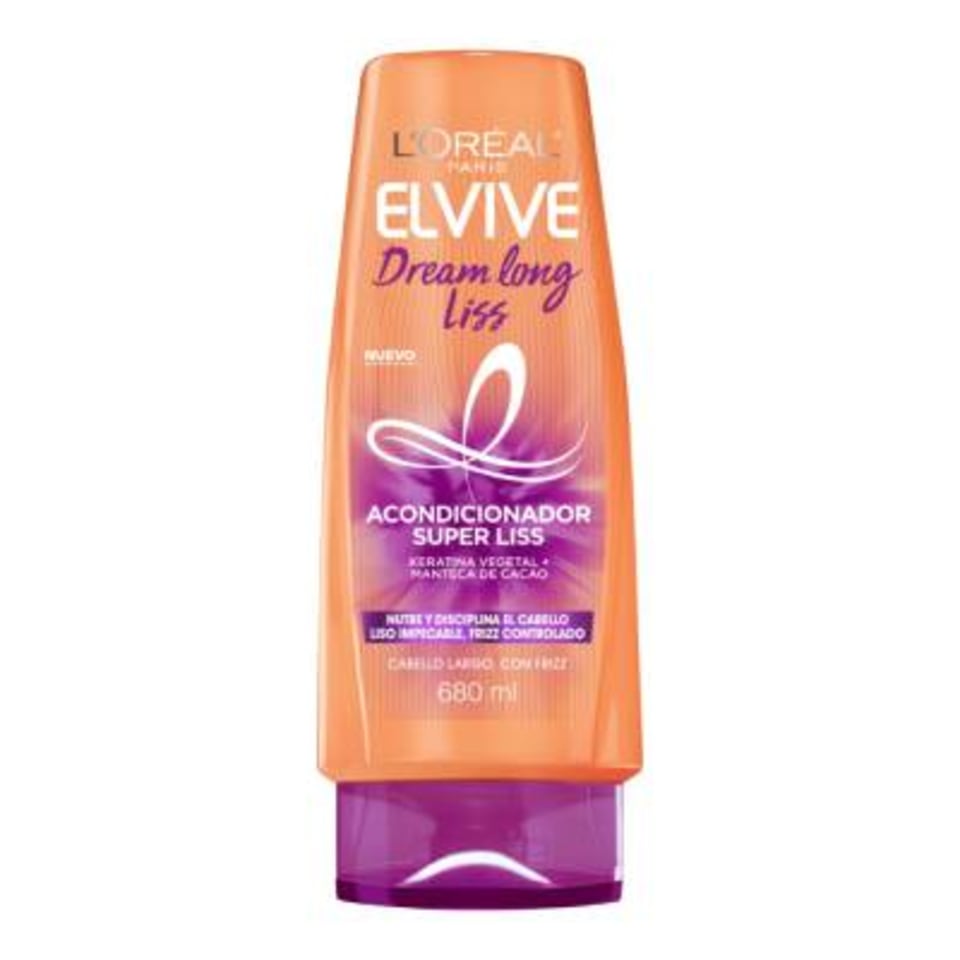 L'ORÉAL
PARIS
ELVIVE
Dream long
Liss
NUEVO
ACONDICIONADOR
SUPER LISS
KERATINA VEGETAL +
MANTECA DE CACAO
NUTRE Y DISCIPLINA EL CABELLO
LISO IMPECABLE, FRIZZ CONTROLADO
CABELLO LARGO, CON FRIZZ
680 ml